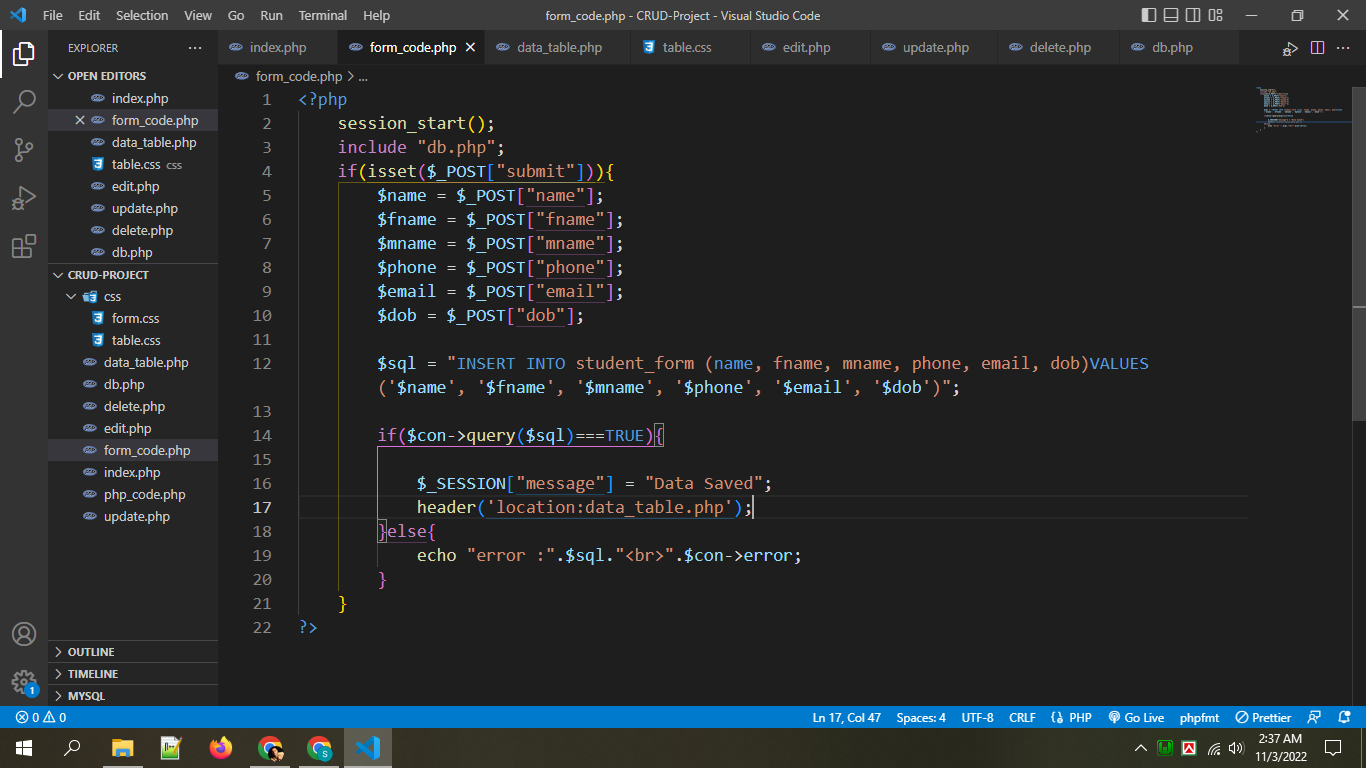 File Edit Selection View Go Run Terminal Help form_code.php - CRUD-Project - Visual Studio Code
EXPLORER ...
index.php form_code.php data_table.php table.css edit.php update.php delete.php db.php
OPEN EDITORS
index.php
form_code.php
data_table.php
table.css css
edit.php
update.php
delete.php
db.php
CRUD-PROJECT
css
form.css
table.css
data_table.php
db.php
delete.php
edit.php
form_code.php
index.php
php_code.php
update.php
OUTLINE
TIMELINE
MYSQL
form_code.php > ...
1 <?php
2 session_start();
3 include "db.php";
4 if(isset($_POST["submit"])){
5 $name = $_POST["name"];
6 $fname = $_POST["fname"];
7 $mname = $_POST["mname"];
8 $phone = $_POST["phone"];
9 $email = $_POST["email"];
10 $dob = $_POST["dob"];
11
12 $sql = "INSERT INTO student_form (name, fname, mname, phone, email, dob)VALUES
('$name', '$fname', '$mname', '$phone', '$email', '$dob')";
13
14 if($con->query($sql)===TRUE){
15
16 $_SESSION["message"] = "Data Saved";
17 header('location:data_table.php');
18 }else{
19 echo "error :".$sql."<br>".$con->error;
20 }
21 }
22 ?>
1
0 0 Ln 17, Col 47 Spaces: 4 UTF-8 CRLF PHP Go Live phpfmt Prettier
S
2:37 AM
11/3/2022